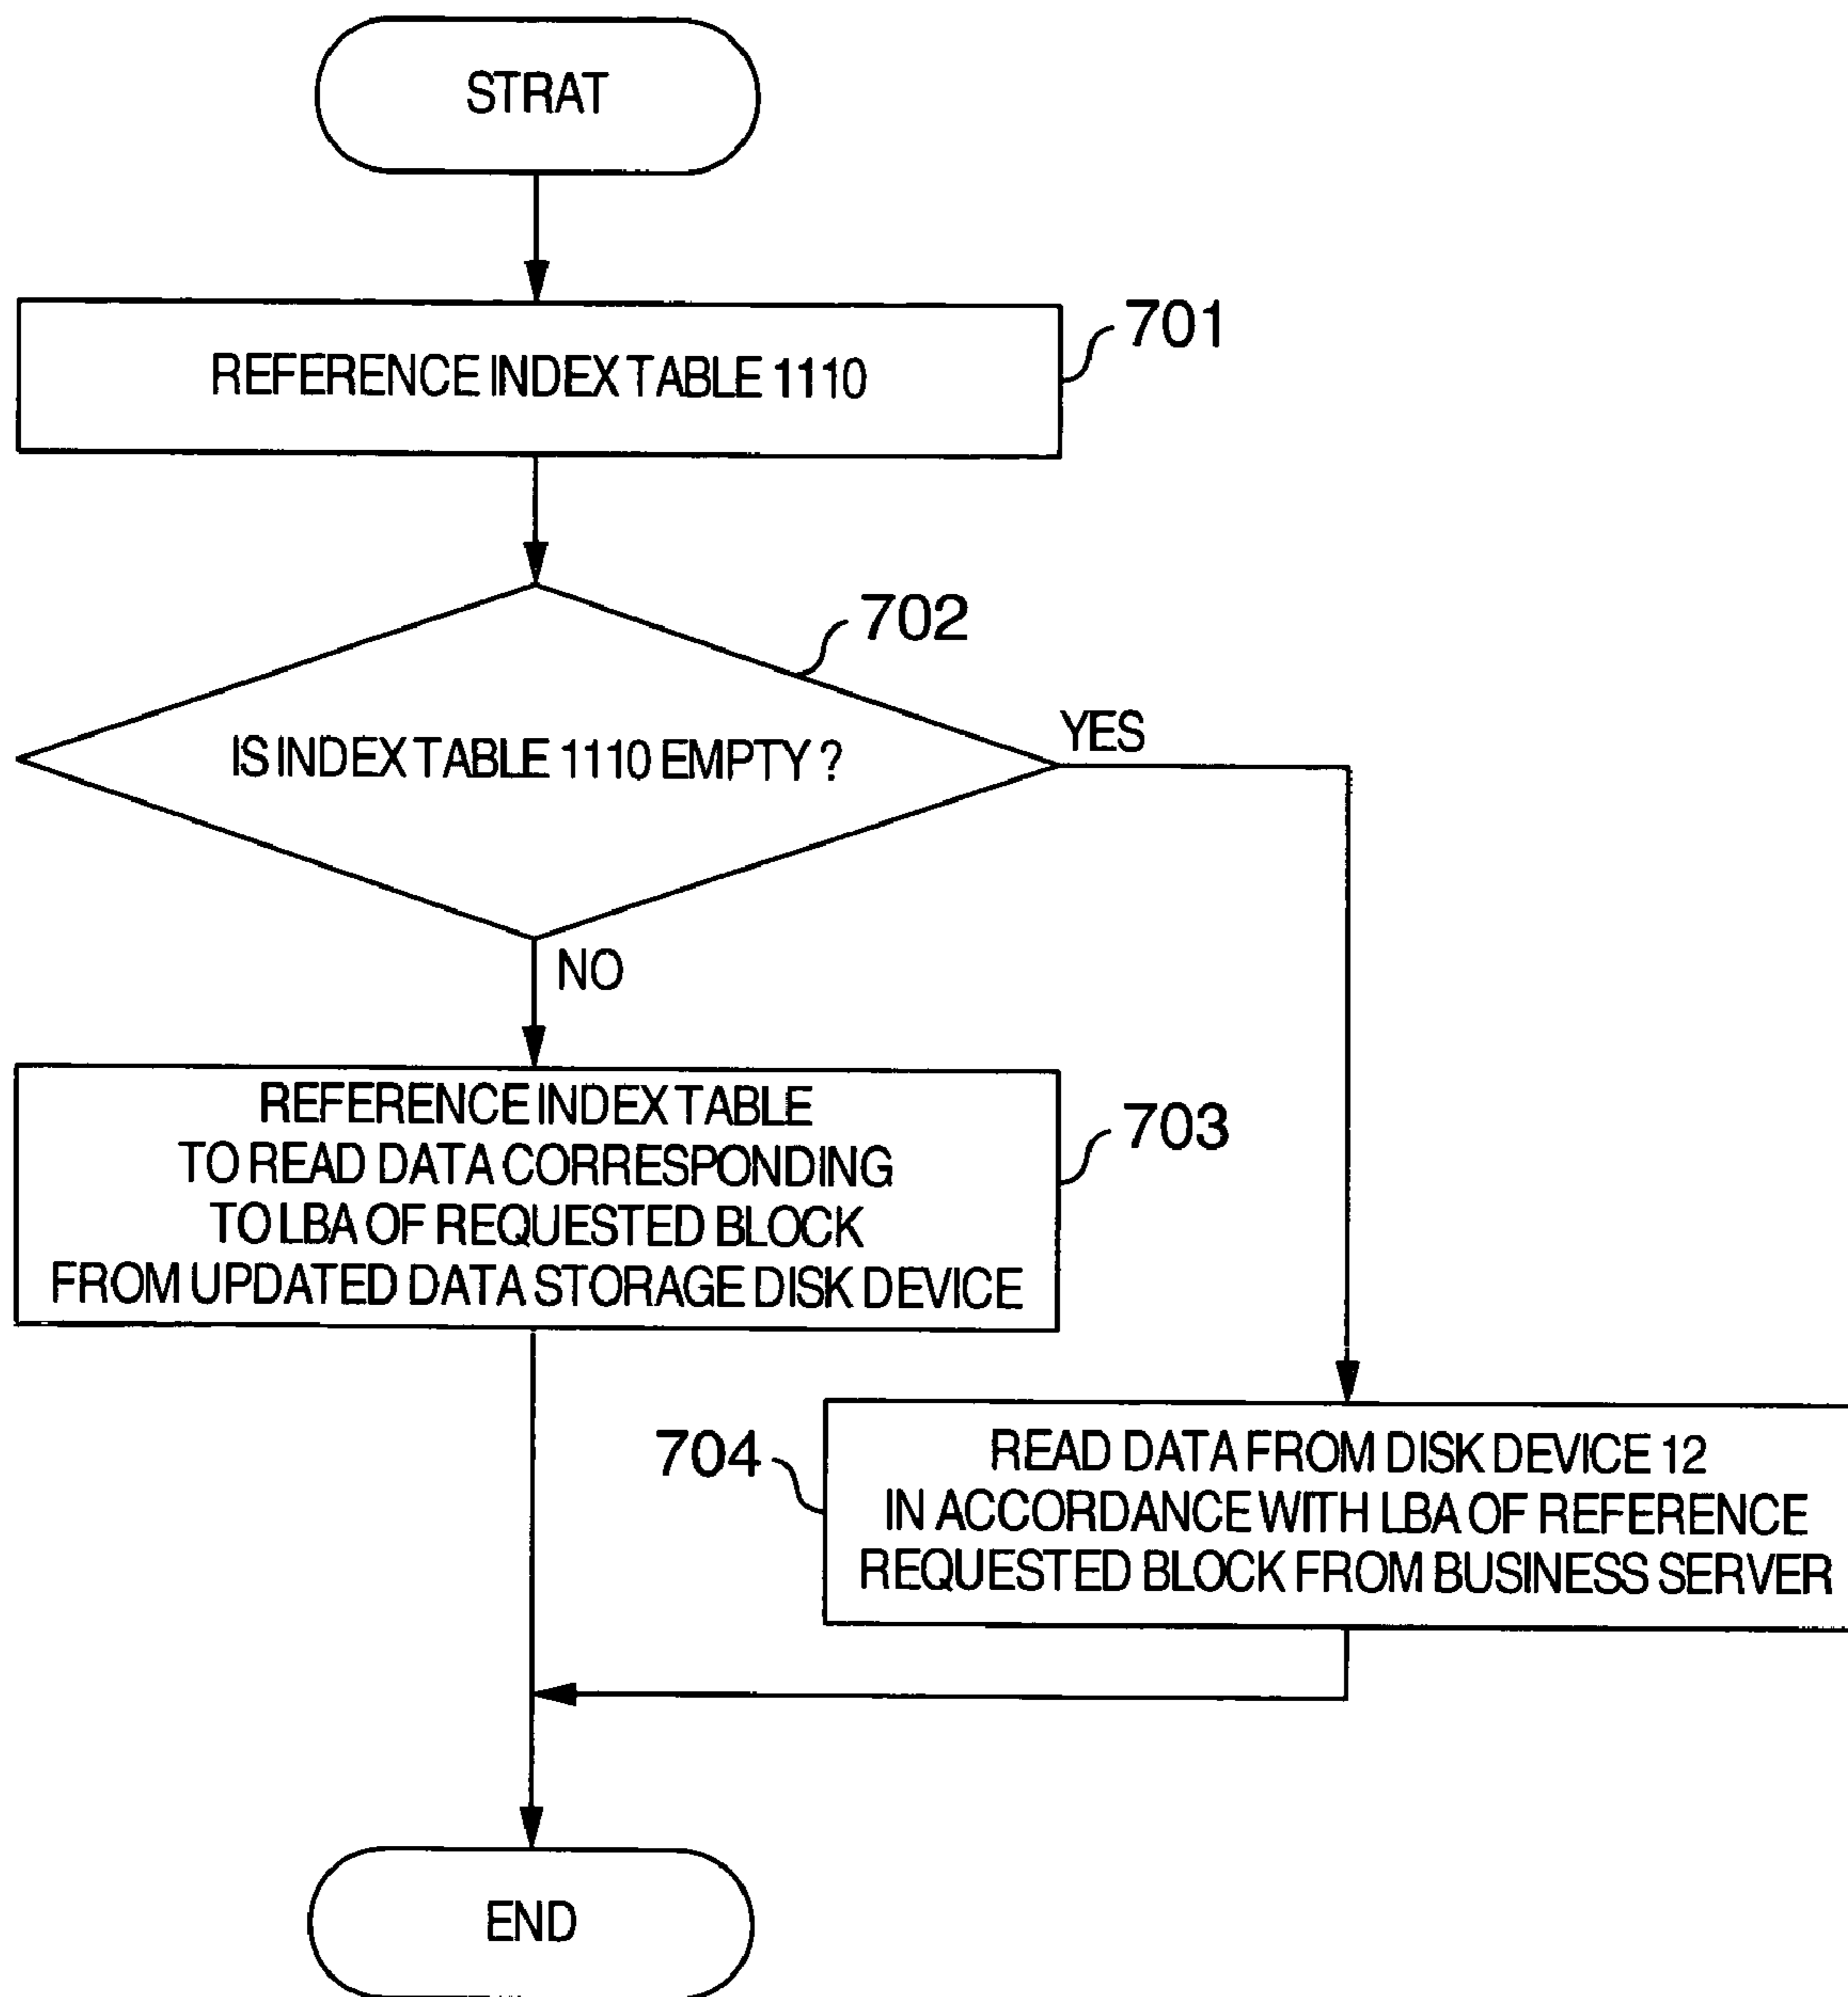 STRAT
REFERENCE INDEX TABLE 1110
701
702
IS INDEX TABLE 1110 EMPTY ?
YES
NO
REFERENCE INDEX TABLE
TO READ DATA CORRESPONDING
TO LBA OF REQUESTED BLOCK
FROM UPDATED DATA STORAGE DISK DEVICE
703
704
READ DATA FROM DISK DEVICE 12
IN ACCORDANCE WITH LBA OF REFERENCE
REQUESTED BLOCK FROM BUSINESS SERVER
END